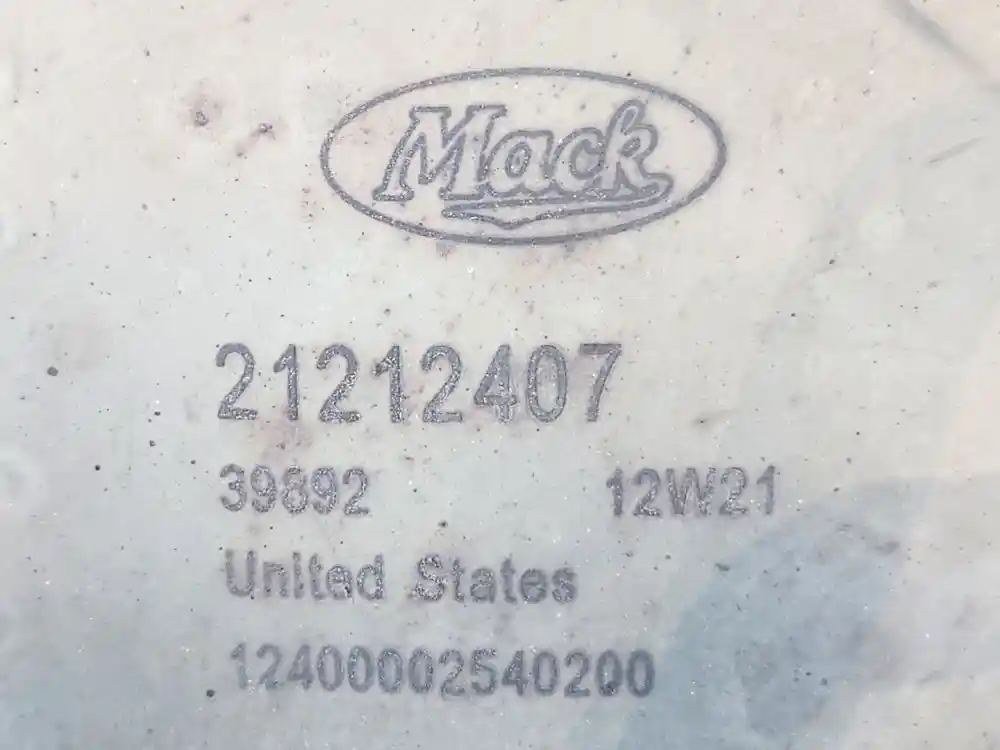 Mack
21212407
39892 12W21
United States
12400002540200